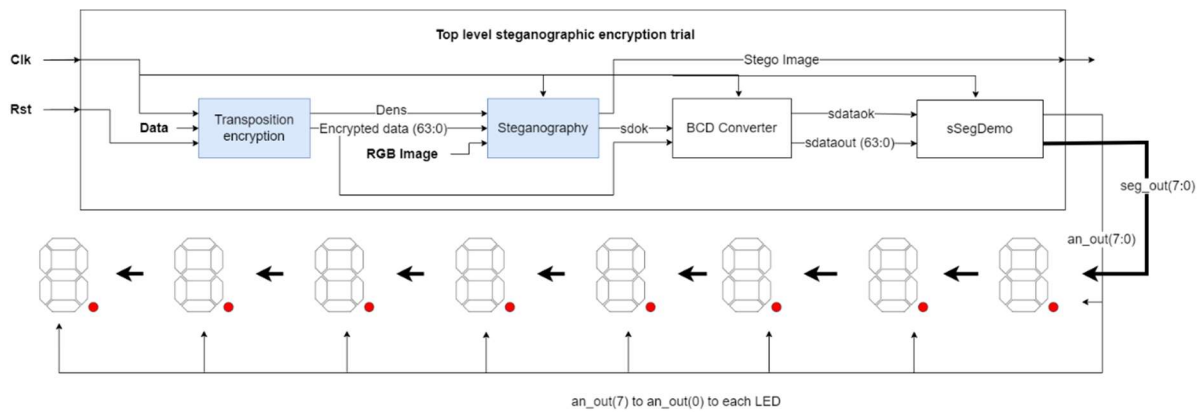 Top level steganographic encryption trial
Clk
Stego Image
Rst
Transposition
encryption
Dens
Data
Encrypted data (63:0)
RGB Image
Steganography
sdok
BCD Converter
sdataok
sdataout (63:0)
sSegDemo
seg_out(7:0)
an_out(7:0)
an_out(7) to an_out(0) to each LED